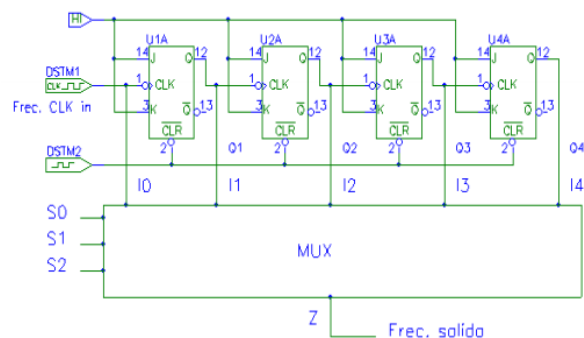 HI
U1A U2A U3A U4A
14 J Q 12 14 J Q 12 14 J Q 12 14 J Q 12
DSTM1
CLK
1 CLK 1 CLK 1 CLK 1 CLK
Frec. CLK in
3 K Q 13 3 K Q 13 3 K Q 13 3 K Q 13
CLR CLR CLR CLR
DSTM2
2 2 2 2
Q1 Q2 Q3 Q4
I0 I1 I2 I3 I4
S0
S1
S2
MUX
Z
Frec. salida